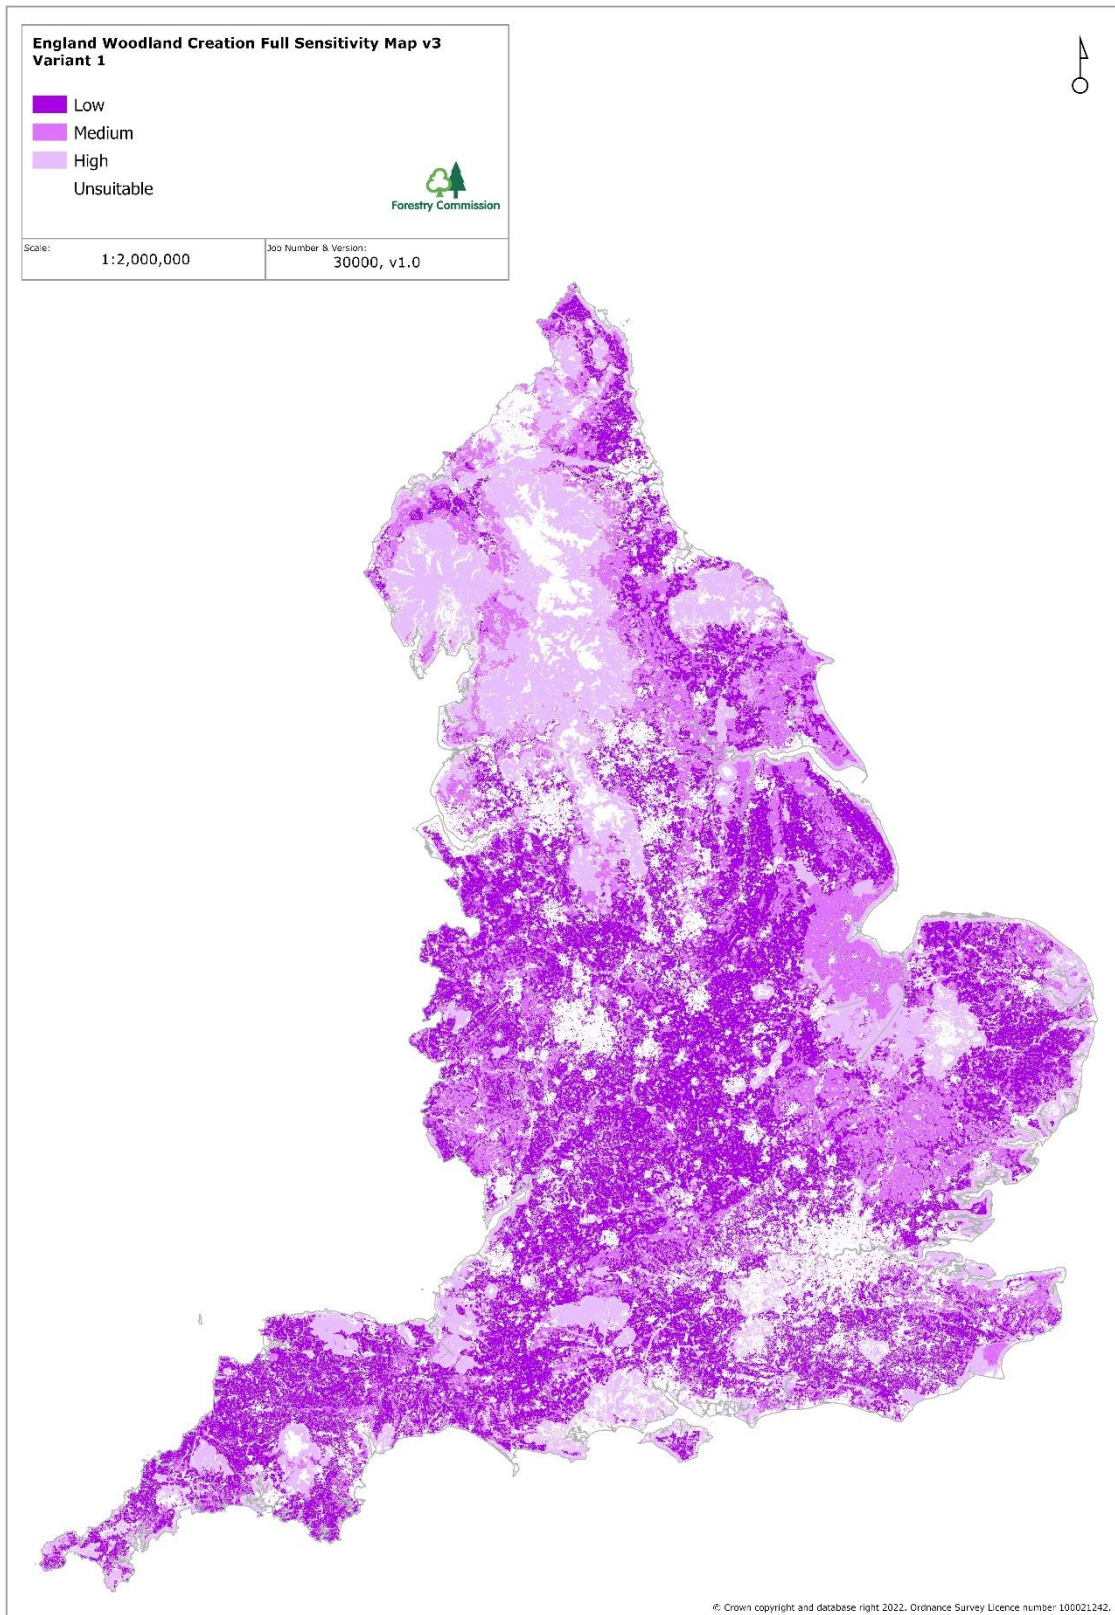 England Woodland Creation Full Sensitivity Map v3
Variant 1
Low
Medium
High
Unsuitable
Forestry Commission
Scale:
1:2,000,000
Job Number & Version:
30000, v1.0
© Crown copyright and database right 2022. Ordnance Survey Licence number 100021242.